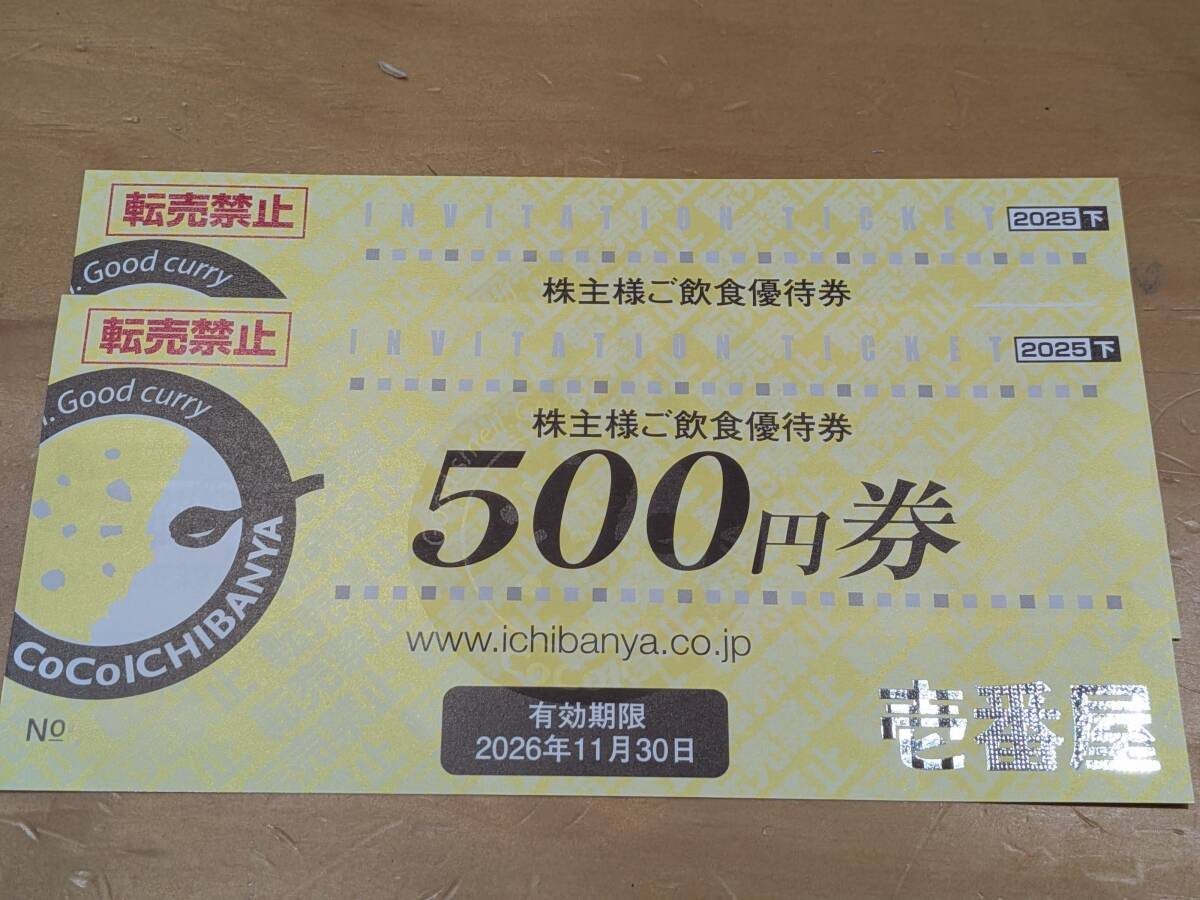 転売禁止
INVITATION TICKET 2025下
. Good curry
株主様ご飲食優待券
転売禁止
INVITATION TICKET 2025下
. Good curry
株主様ご飲食優待券
500円券
CoCoICHIBANYA
www.ichibanya.co.jp
No
有効期限
2026年11月30日
壱番屋